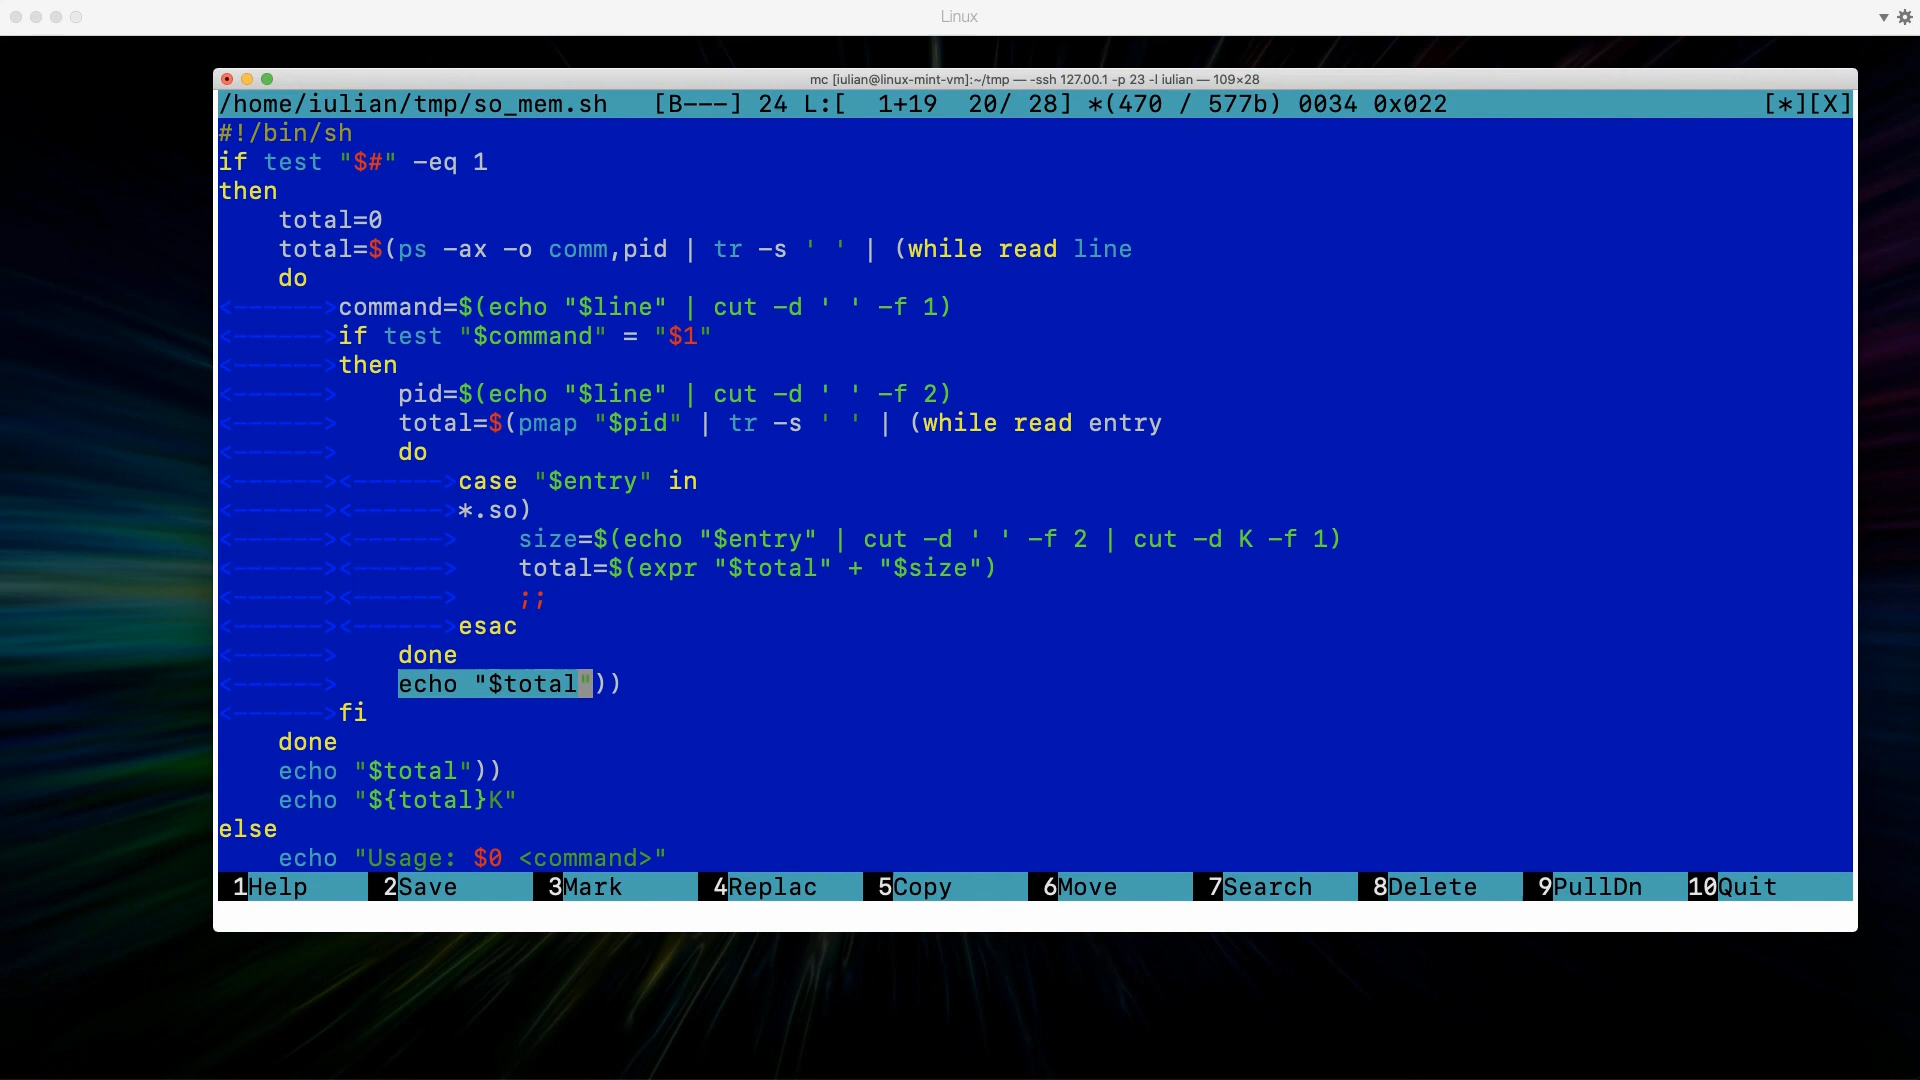 Linux
mc [iulian@linux-mint-vm]:~/tmp — -ssh 127.00.1 -p 23 -l iulian — 109×28
/home/iulian/tmp/so_mem.sh   [B---] 24 L:[  1+19  20/ 28] *(470 / 577b) 0034 0x022   [*][X]
#!/bin/sh
if test "$#" -eq 1
then
    total=0
    total=$(ps -ax -o comm,pid | tr -s ' ' | (while read line
    do
<------>command=$(echo "$line" | cut -d ' ' -f 1)
<------>if test "$command" = "$1"
<------>then
<------>    pid=$(echo "$line" | cut -d ' ' -f 2)
<------>    total=$(pmap "$pid" | tr -s ' ' | (while read entry
<------>    do
<------><------>case "$entry" in
<------><------>*.so)
<------><------>    size=$(echo "$entry" | cut -d ' ' -f 2 | cut -d K -f 1)
<------><------>    total=$(expr "$total" + "$size")
<------><------>    ;;
<------><------>esac
<------>    done
<------>    echo "$total"))
<------>fi
    done
    echo "$total"))
    echo "${total}K"
else
    echo "Usage: $0 <command>"
1Help 2Save 3Mark 4Replac 5Copy 6Move 7Search 8Delete 9PullDn 10Quit